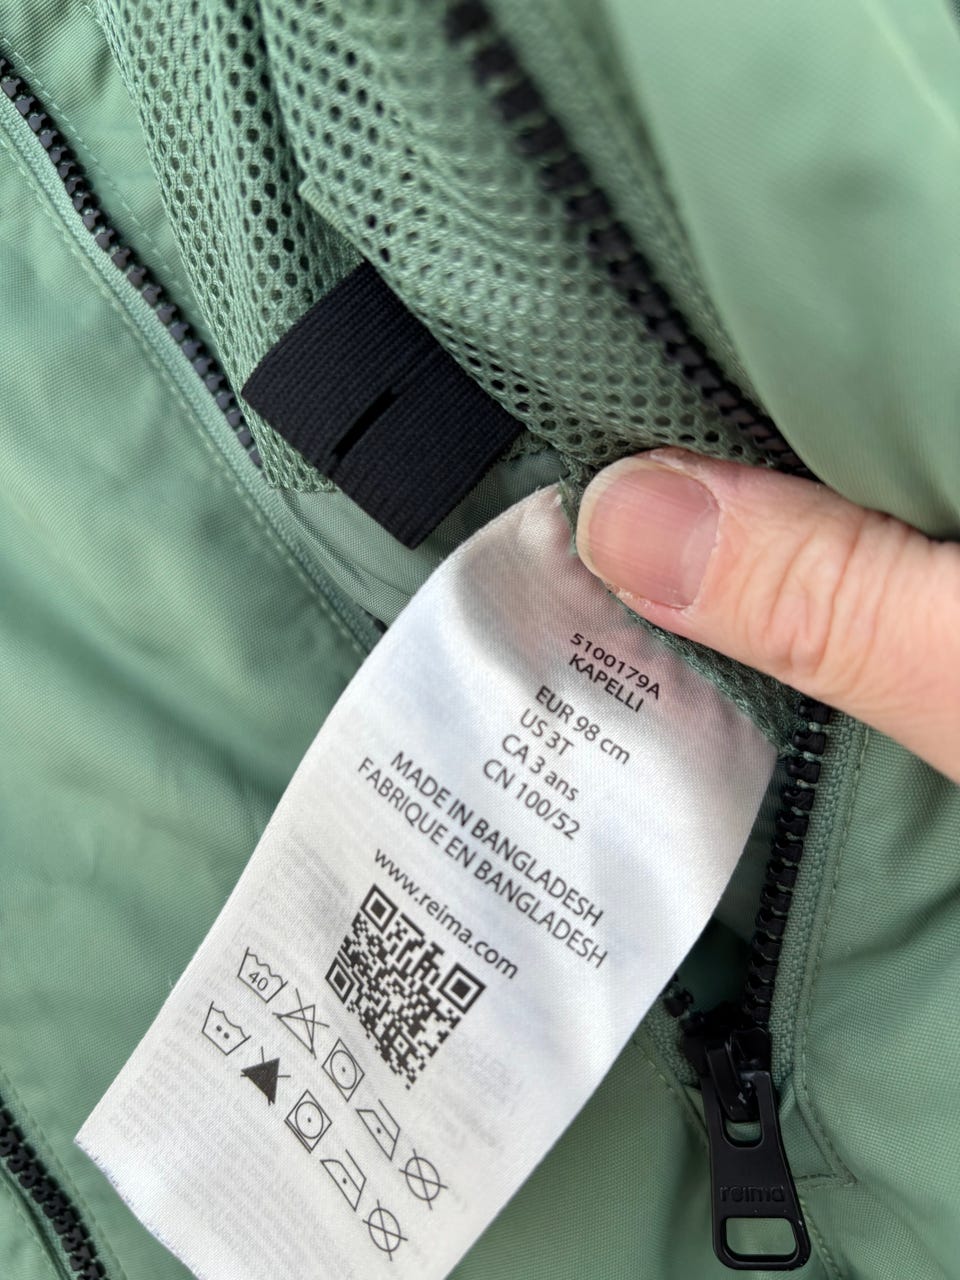 5100179A
KAPELLI
EUR 98 cm
US 3T
CA 3 ans
CN 100/52
MADE IN BANGLADESH
FABRIQUE EN BANGLADESH
www.reima.com
40
reima